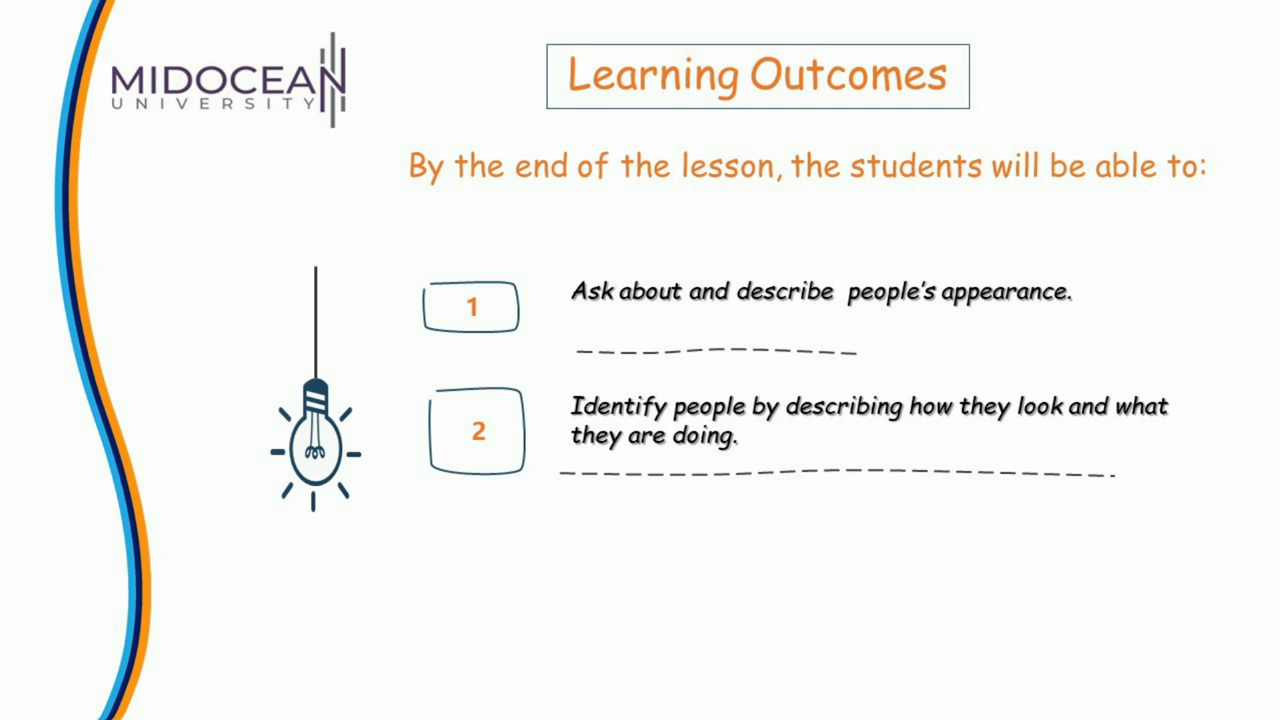 MIDOCEAN
UNIVERSITY
Learning Outcomes
By the end of the lesson, the students will be able to:
1
Ask about and describe people's appearance.
2
Identify people by describing how they look and what
they are doing.